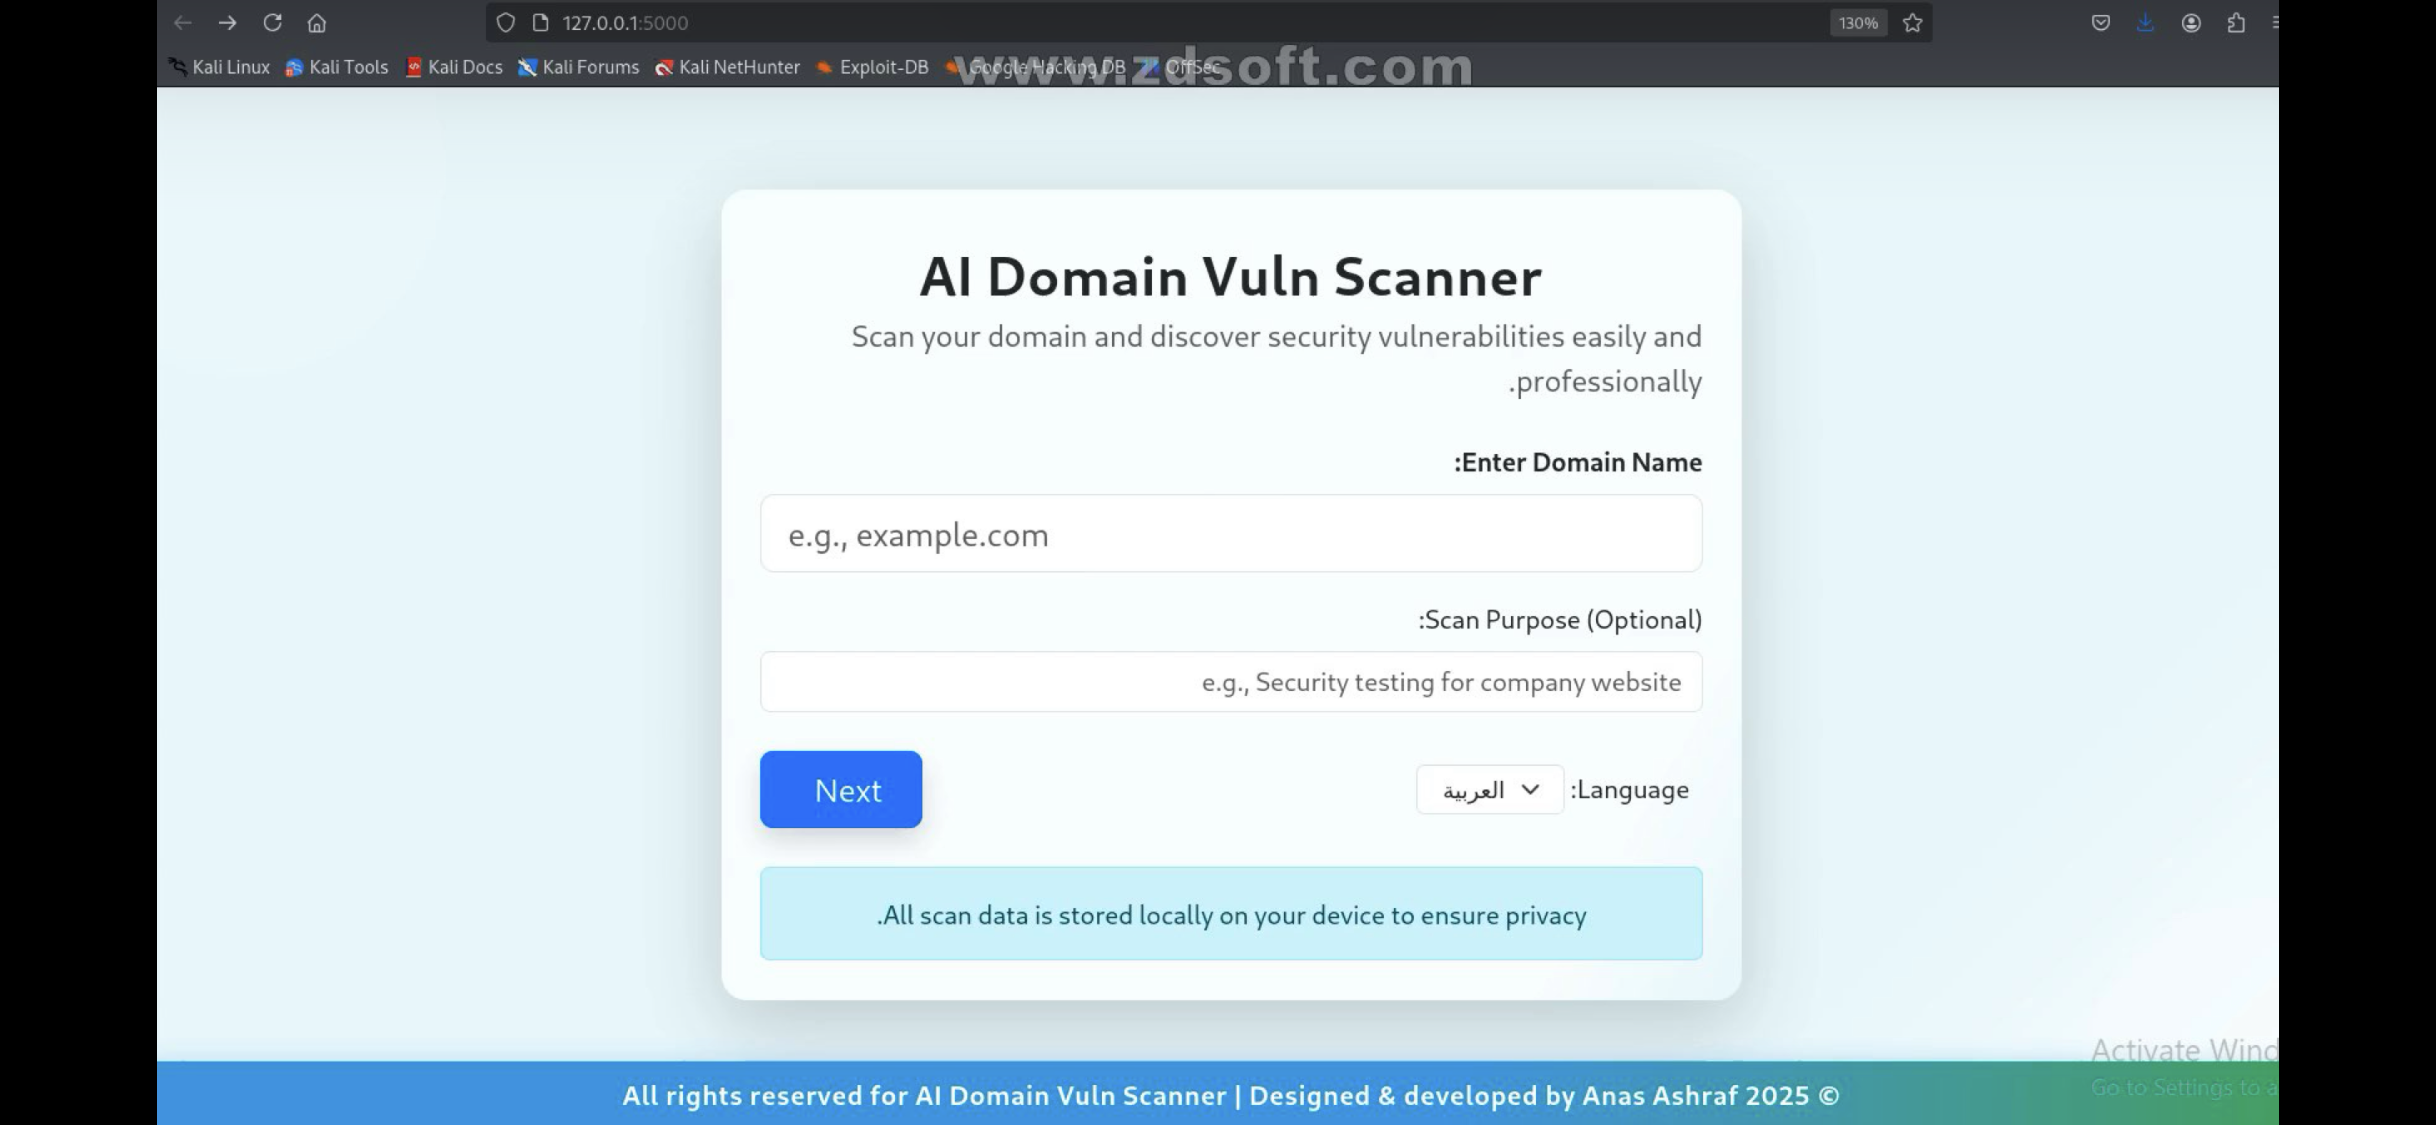 127.0.0.1:5000
130%
Kali Linux Kali Tools Kali Docs Kali Forums Kali NetHunter Exploit-DB Google Hacking DB OffSec
www.zdsoft.com
AI Domain Vuln Scanner
Scan your domain and discover security vulnerabilities easily and
.professionally
:Enter Domain Name
e.g., example.com
:Scan Purpose (Optional)
e.g., Security testing for company website
Next
العربية
:Language
.All scan data is stored locally on your device to ensure privacy
Activate Wind
Go to Settings to a
All rights reserved for AI Domain Vuln Scanner | Designed & developed by Anas Ashraf 2025 ©